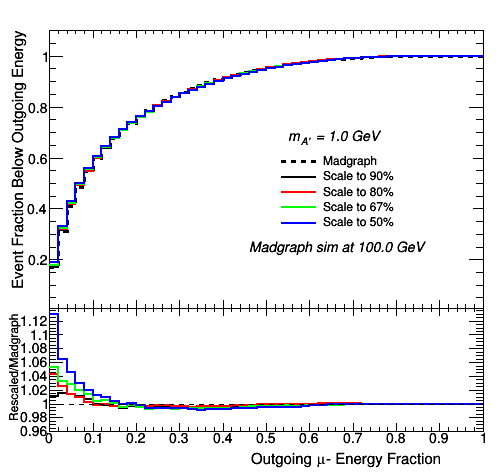 Event Fraction Below Outgoing Energy
1
0.8
0.6
0.4
0.2
m_A' = 1.0 GeV
Madgraph
Scale to 90%
Scale to 80%
Scale to 67%
Scale to 50%
Madgraph sim at 100.0 GeV
Rescaled/Madgraph
1.12
1.1
1.08
1.06
1.04
1.02
1.00
0.98
0.96
0 0.1 0.2 0.3 0.4 0.5 0.6 0.7 0.8 0.9 1
Outgoing μ- Energy Fraction